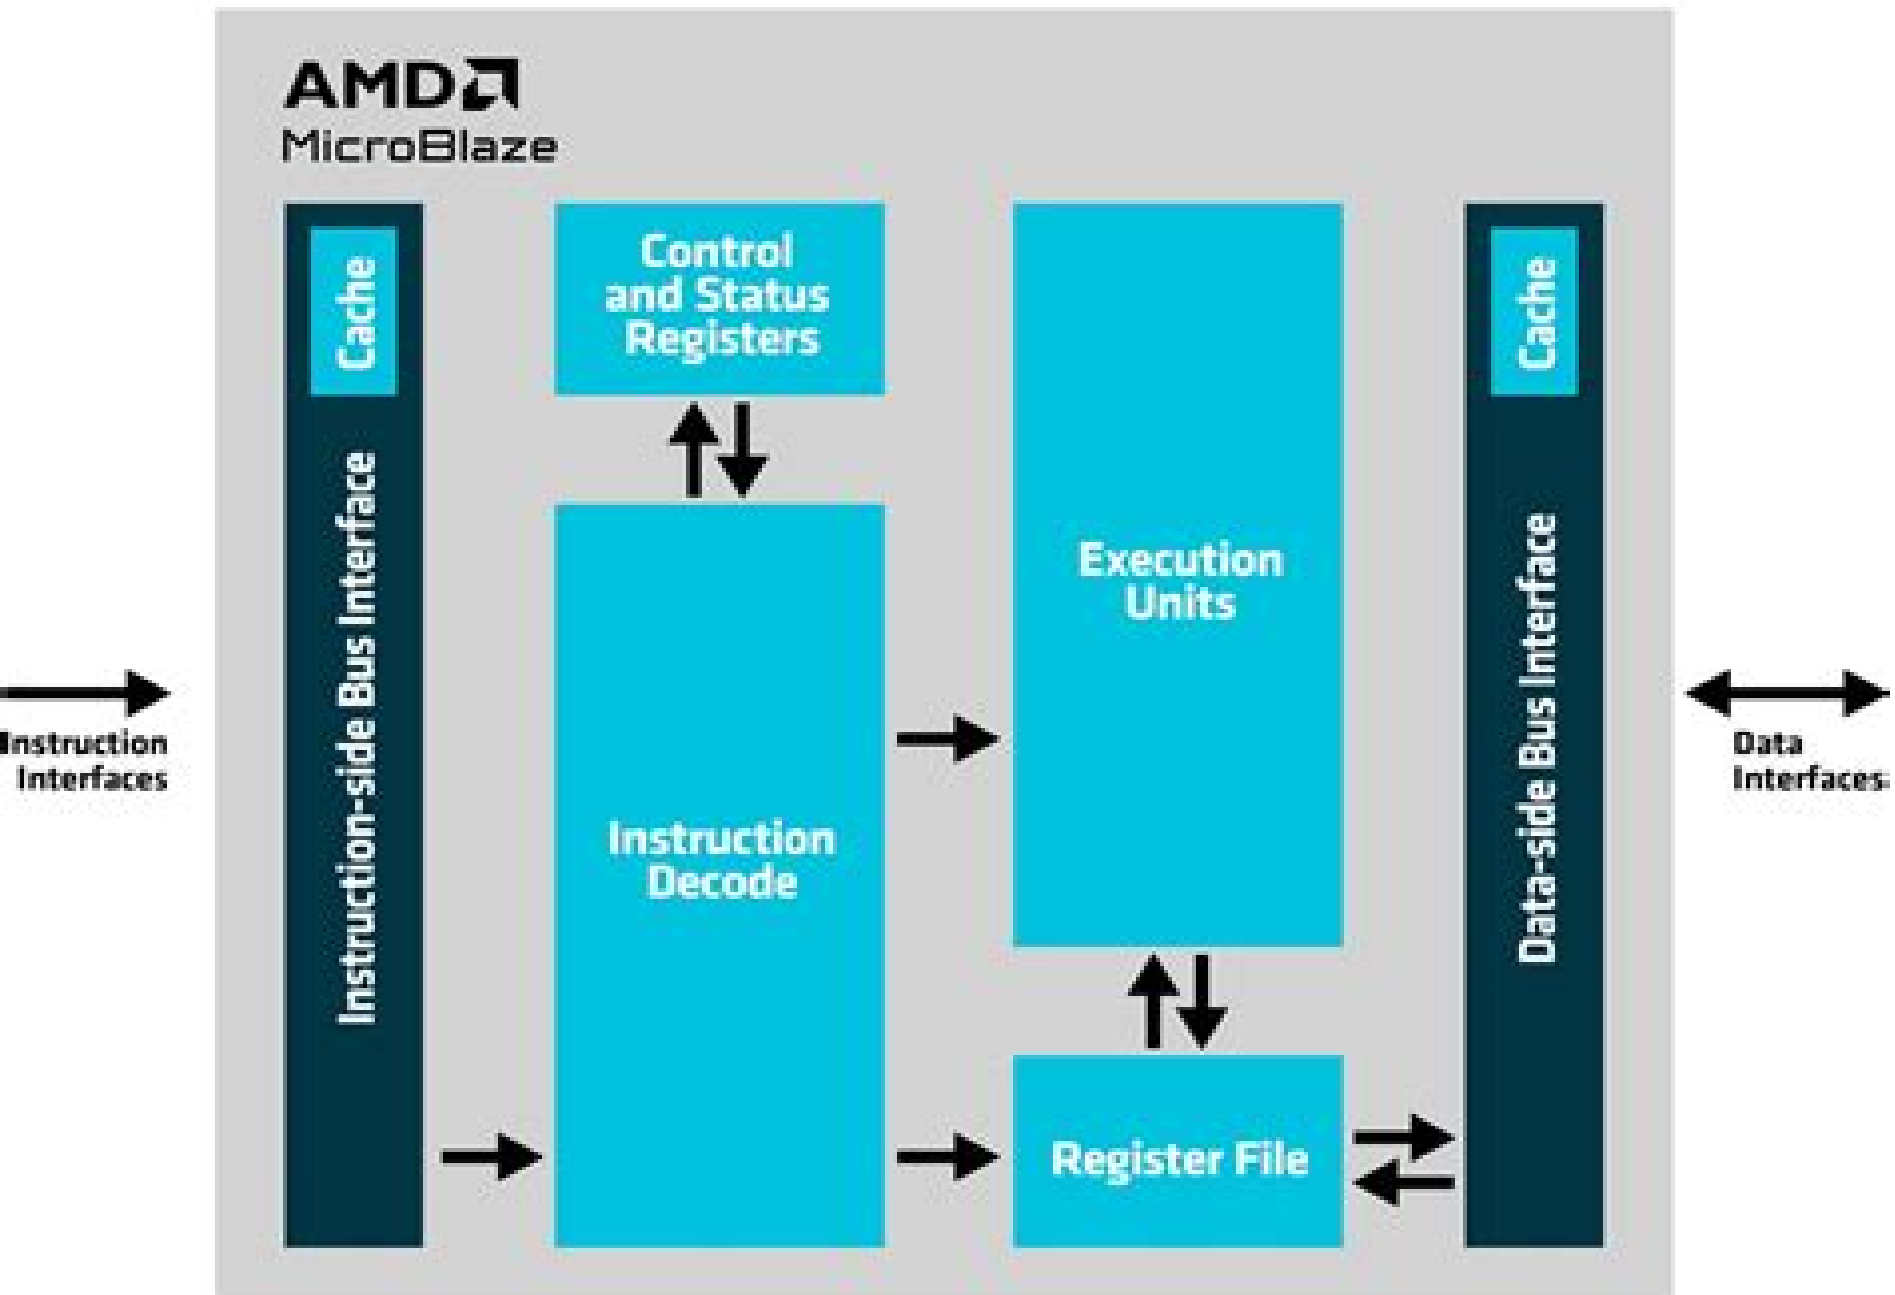 AMD
MicroBlaze
Cache
Instruction-side Bus Interface
Control
and Status
Registers
Instruction
Decode
Execution
Units
Register File
Cache
Data-side Bus Interface
Instruction
Interfaces
Data
Interfaces